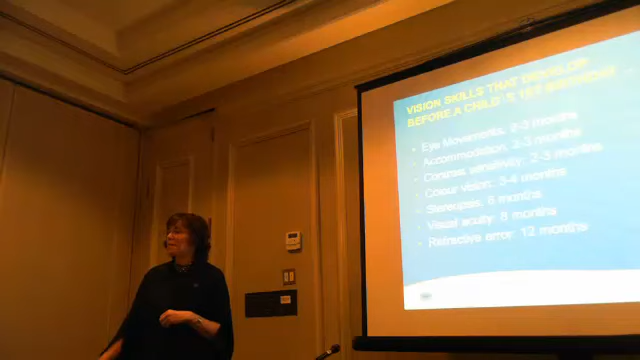 VISION SKILLS THAT DEVELOP
BEFORE A CHILD'S 1ST BIRTHDAY
Eye Movements, 2-3 months
Accommodation, 2-3 months
Contrast sensitivity: 2-3 months
Colour vision: 3-4 months
Stereopsis: 6 months
Visual acuity: 8 months
Refractive error: 12 months